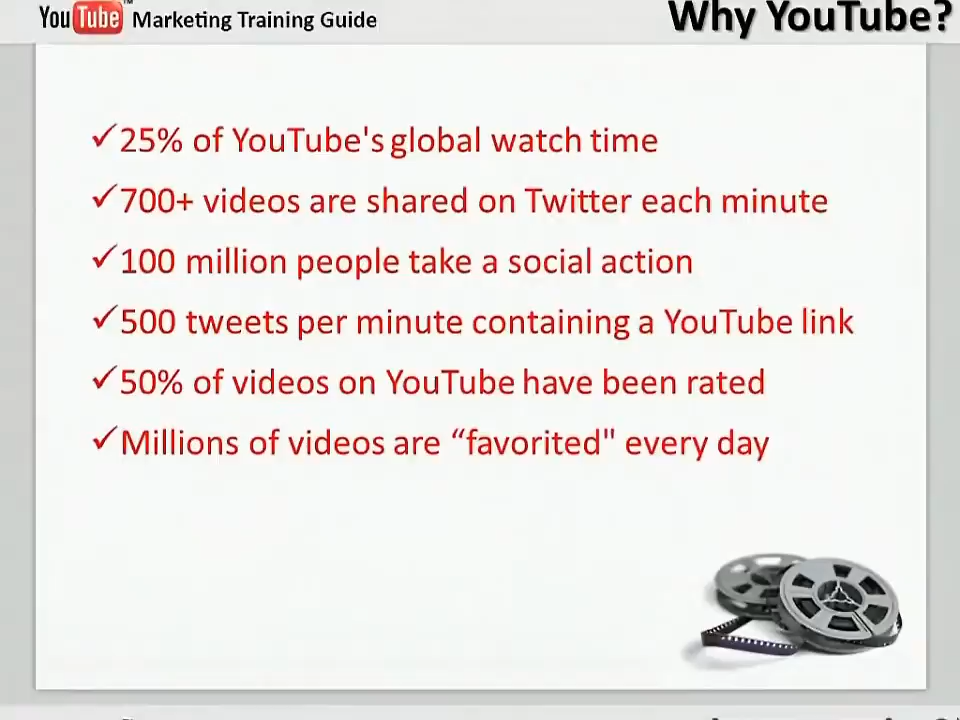 YouTube™ Marketing Training Guide
Why YouTube?
✓25% of YouTube's global watch time
✓700+ videos are shared on Twitter each minute
✓100 million people take a social action
✓500 tweets per minute containing a YouTube link
✓50% of videos on YouTube have been rated
✓Millions of videos are “favorited" every day